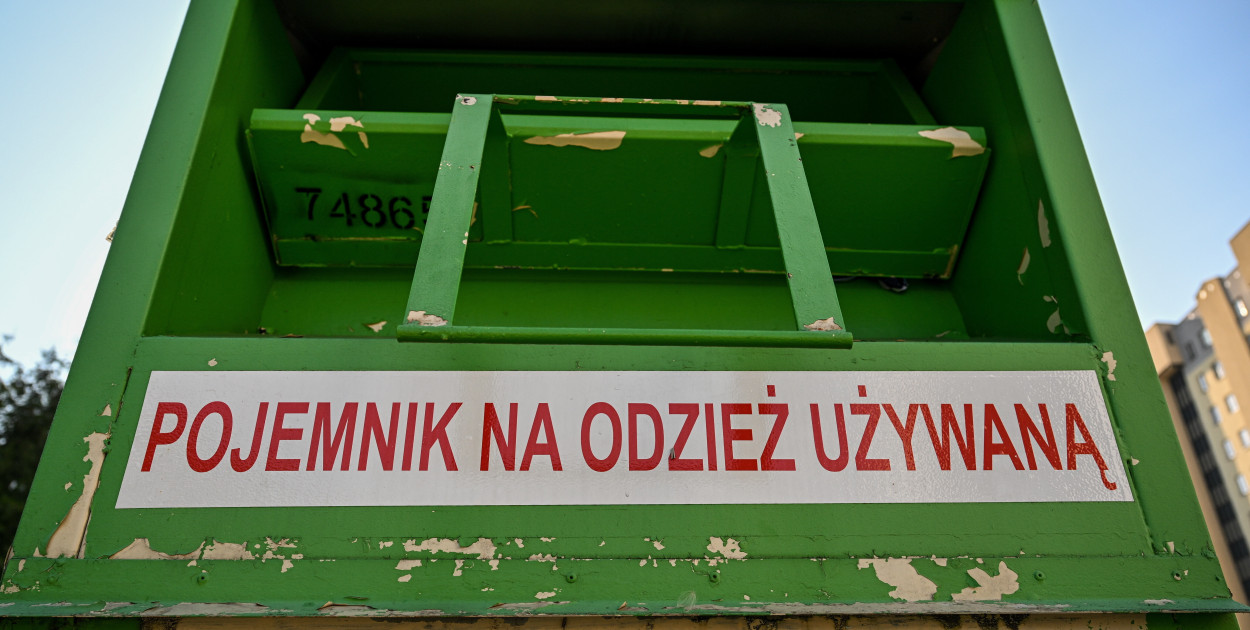 74865
POJEMNIK NA ODZIEŻ UŻYWANĄ